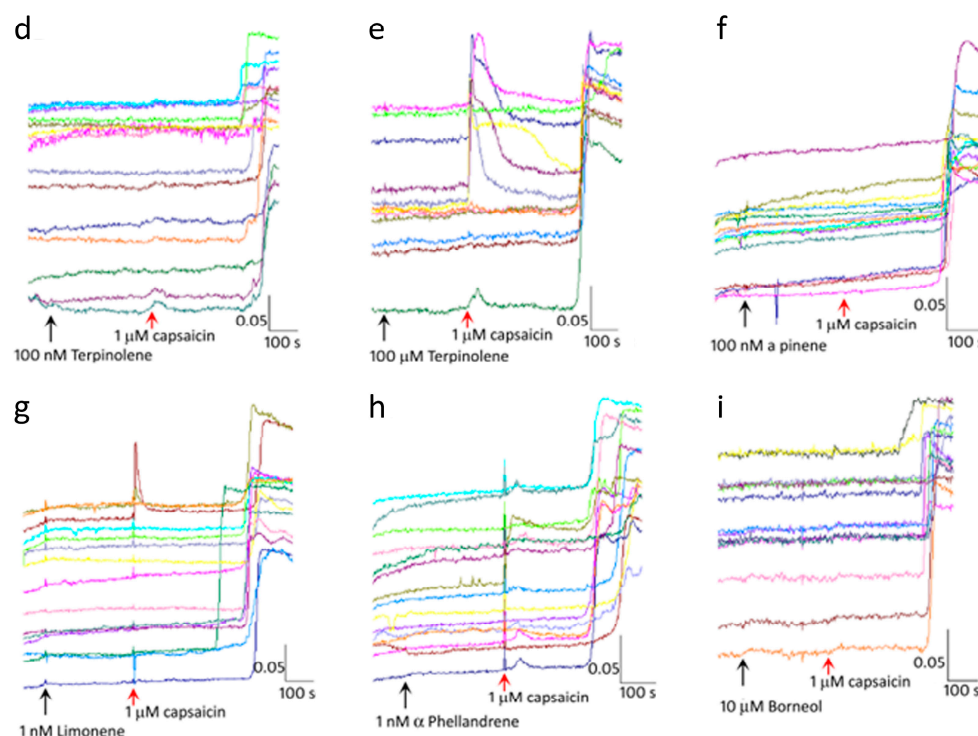 d
e
f
0.05
100 s
1 µM capsaicin
100 nM Terpinolene
0.05
100 s
1 µM capsaicin
100 µM Terpinolene
0.05
100 s
1 µM capsaicin
100 nM a pinene
g
h
i
0.05
100 s
1 µM capsaicin
1 nM Limonene
0.05
100 s
1 µM capsaicin
1 nM α Phellandrene
0.05
100 s
1 µM capsaicin
10 µM Borneol